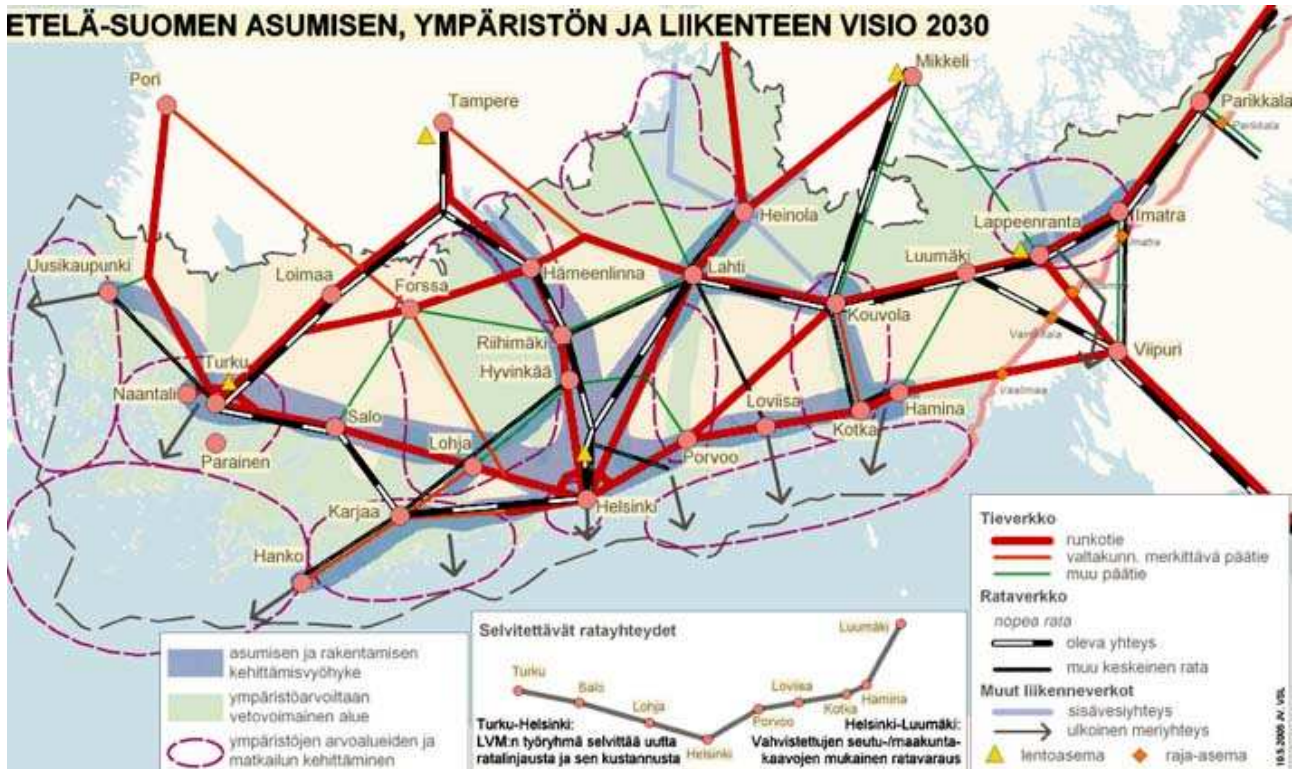 ETELÄ-SUOMEN ASUMISEN, YMPÄRISTÖN JA LIIKENTEEN VISIO 2030
Pori
Tampere
Mikkeli
Parikkala
Parikkala
Heinola
Lappeenranta
Imatra
Imatra
Uusikaupunki
Loimaa
Forssa
Hämeenlinna
Lahti
Luumäki
Kouvola
Vainikkala
Riihimäki
Viipuri
Turku
Hyvinkää
Naantali
Vaalimaa
Salo
Loviisa
Hamina
Lohja
Kotka
Parainen
Porvoo
Karjaa
Helsinki
Hanko
asumisen ja rakentamisen
kehittämisvyöhyke
ympäristöarvoiltaan
vetovoimainen alue
ympäristöjen arvoalueiden ja
matkailun kehittäminen
Selvitettävät ratayhteydet
Luumäki
Turku
Salo
Lohja
Helsinki
Porvoo
Loviisa
Kotka
Hamina
Turku-Helsinki:
LVM:n työryhmä selvittää uutta
ratalinjausta ja sen kustannusta
Helsinki-Luumäki:
Vahvistettujen seutu-/maakunta-
kaavojen mukainen ratavaraus
Tieverkko
runkotie
valtakunn. merkittävä päätie
muu päätie
Rataverkko
nopea rata
oleva yhteys
muu keskeinen rata
Muut liikenneverkot
sisävesiyhteys
ulkoinen meriyhteys
lentoasema
raja-asema